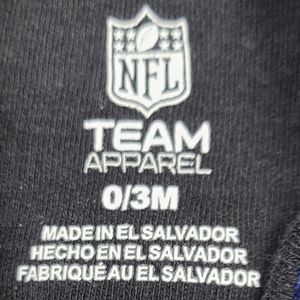 NFL
TEAM
APPAREL
0/3M
MADE IN EL SALVADOR
HECHO EN EL SALVADOR
FABRIQUÉ AU EL SALVADOR